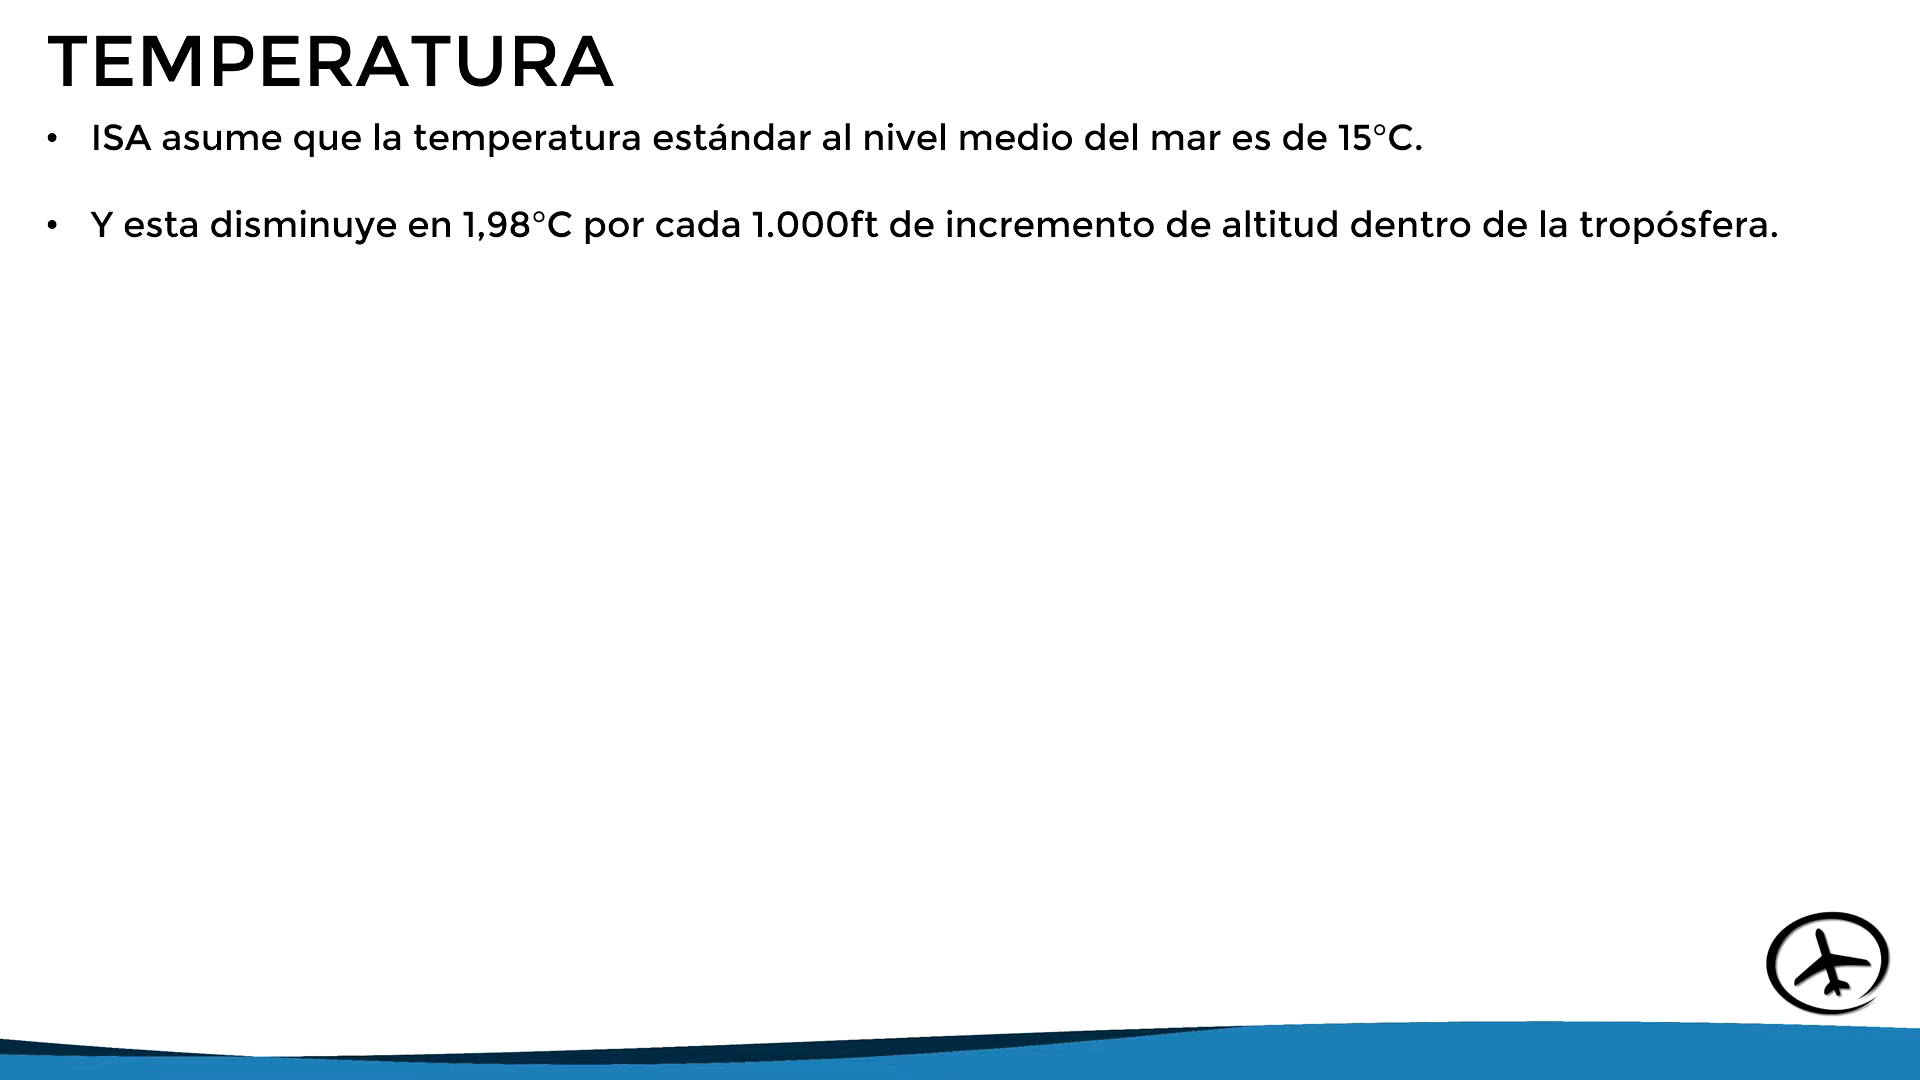 TEMPERATURA
• ISA asume que la temperatura estándar al nivel medio del mar es de 15°C.
• Y esta disminuye en 1,98°C por cada 1.000ft de incremento de altitud dentro de la tropósfera.